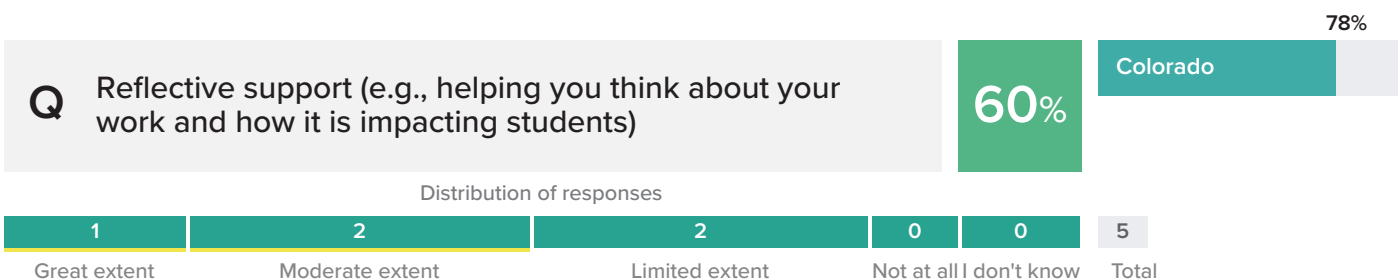 78%
Q
Reflective support (e.g., helping you think about your
work and how it is impacting students)
60%
Colorado
Distribution of responses
1 2 2 0 0 5
Great extent Moderate extent Limited extent Not at all I don't know Total